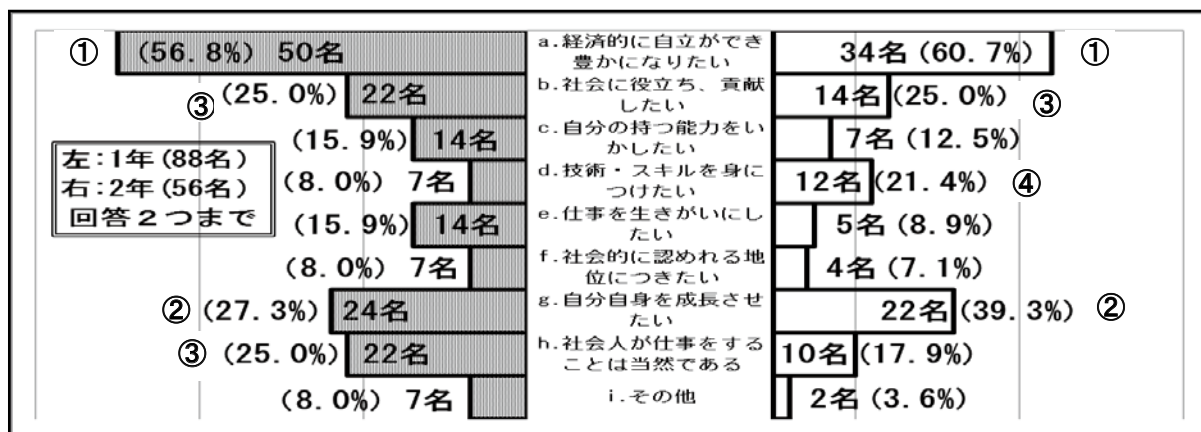 ① (56.8%) 50名 a.経済的に自立ができ 34名 (60.7%) ①
豊かになりたい
③ (25.0%) 22名 b.社会に役立ち、貢献 14名 (25.0%) ③
したい
(15.9%) 14名 c.自分の持つ能力をい 7名 (12.5%)
かしたい
左:1年(88名)
右:2年(56名)
回答2つまで
(8.0%) 7名 d.技術・スキルを身に 12名 (21.4%) ④
つけたい
(15.9%) 14名 e.仕事を生きがいにし 5名 (8.9%)
たい
(8.0%) 7名 f.社会的に認めれる地 4名 (7.1%)
位につきたい
② (27.3%) 24名 g.自分自身を成長させ 22名 (39.3%) ②
たい
③ (25.0%) 22名 h.社会人が仕事をする 10名 (17.9%)
ことは当然である
(8.0%) 7名 i.その他 2名 (3.6%)